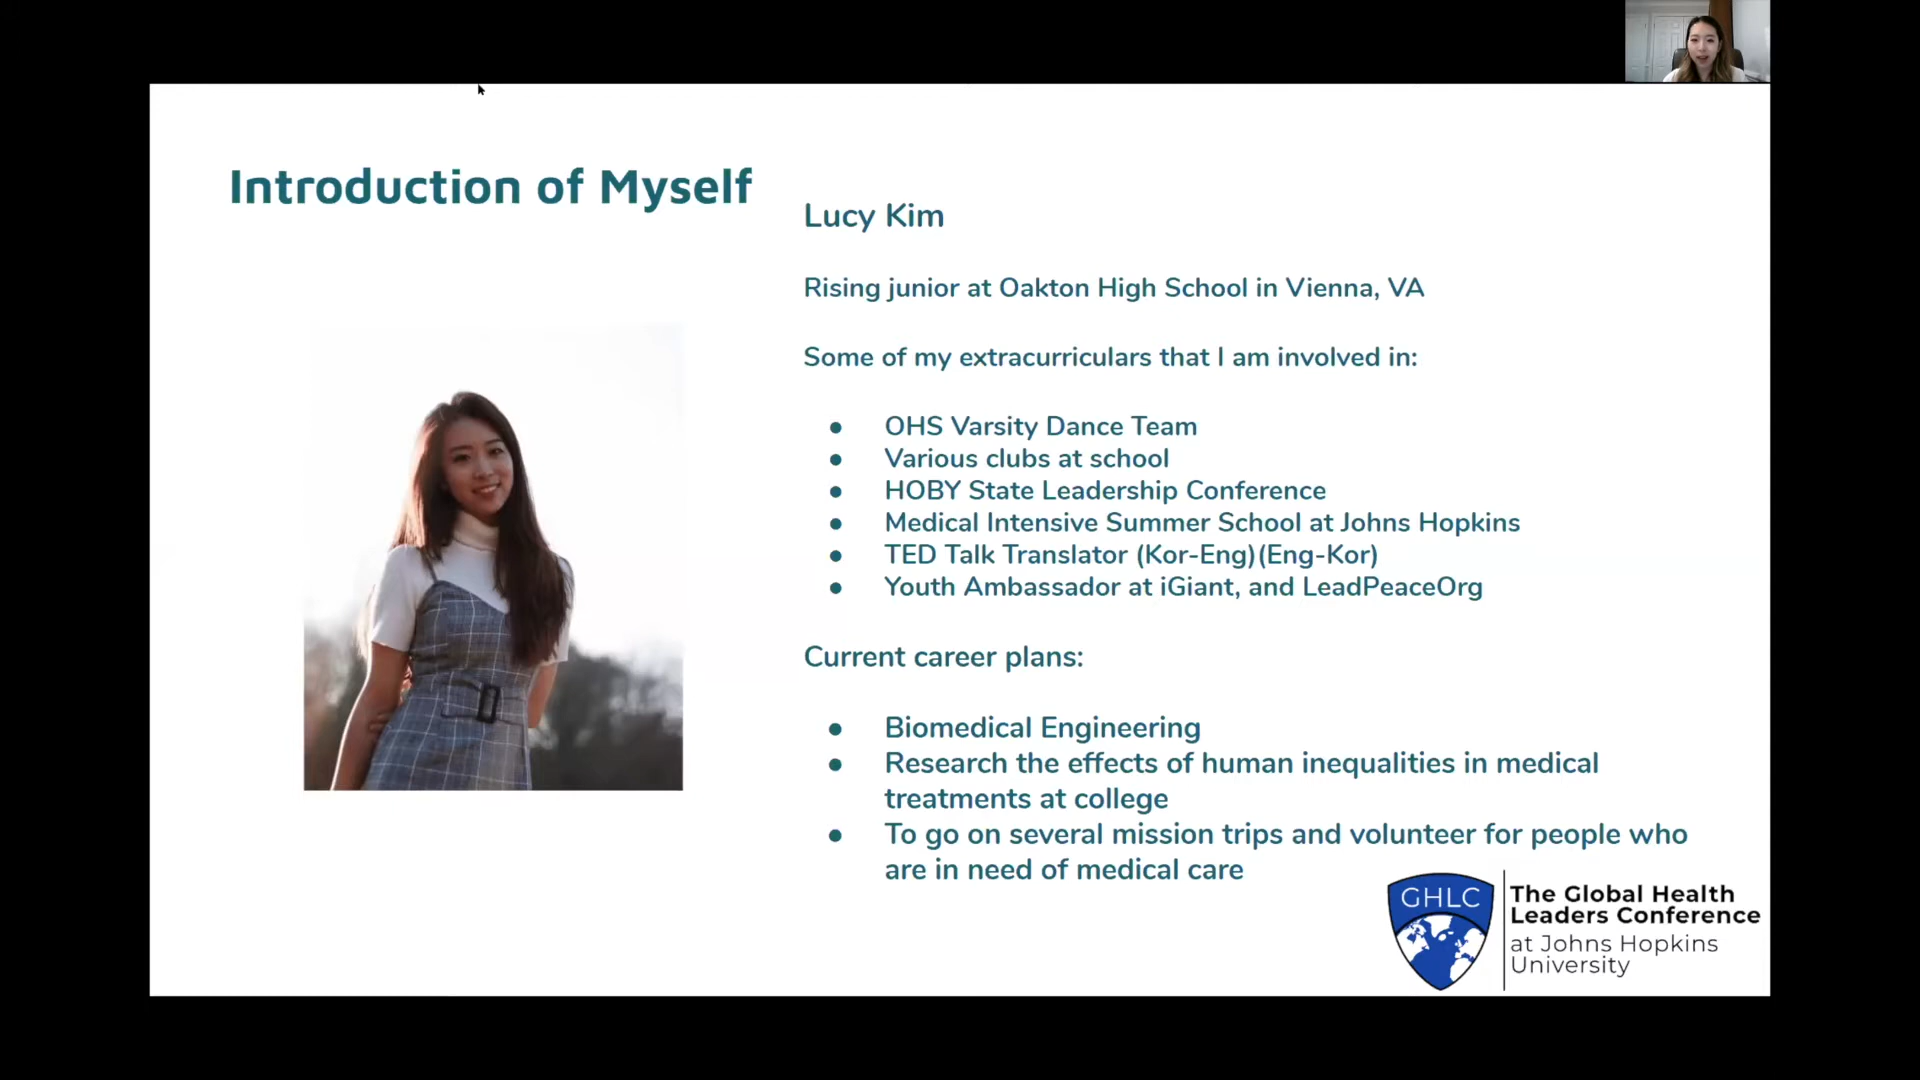 Introduction of Myself
Lucy Kim
Rising junior at Oakton High School in Vienna, VA
Some of my extracurriculars that I am involved in:
● OHS Varsity Dance Team
● Various clubs at school
● HOBY State Leadership Conference
● Medical Intensive Summer School at Johns Hopkins
● TED Talk Translator (Kor-Eng)(Eng-Kor)
● Youth Ambassador at iGiant, and LeadPeaceOrg
Current career plans:
● Biomedical Engineering
● Research the effects of human inequalities in medical
treatments at college
● To go on several mission trips and volunteer for people who
are in need of medical care
GHLC
The Global Health
Leaders Conference
at Johns Hopkins
University